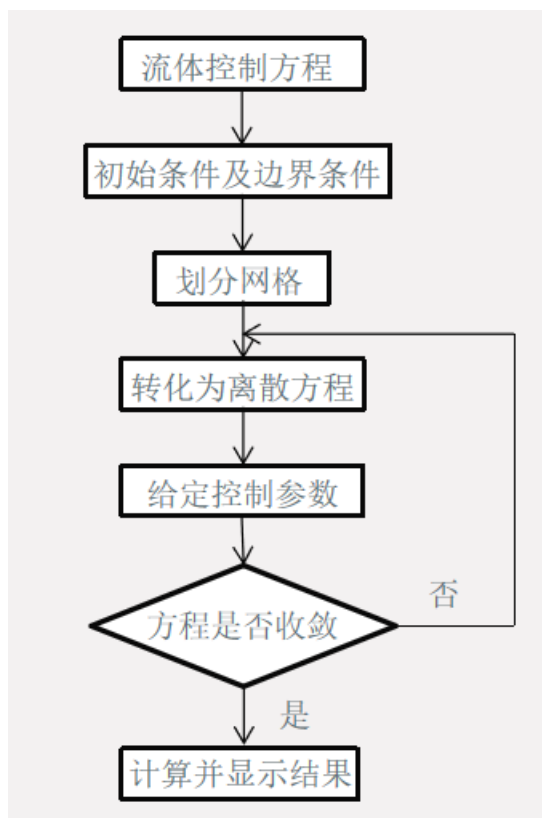 流体控制方程
初始条件及边界条件
划分网格
转化为离散方程
给定控制参数
否
方程是否收敛
是
计算并显示结果